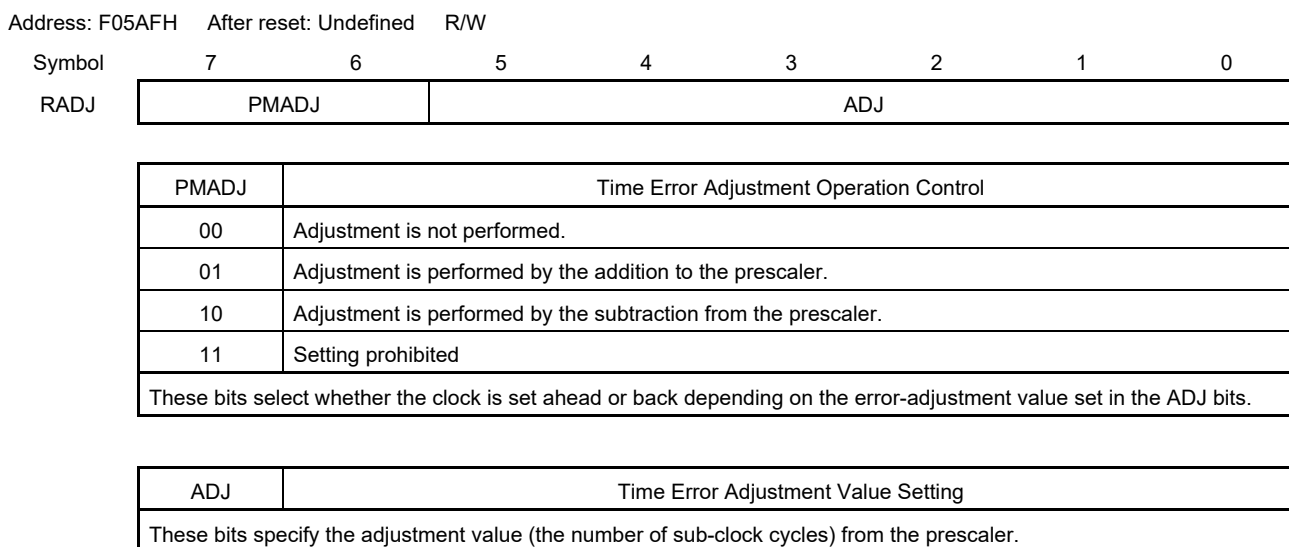 Address: F05AFH After reset: Undefined R/W
Symbol 7 6 5 4 3 2 1 0
RADJ PMADJ ADJ
PMADJ Time Error Adjustment Operation Control
00 Adjustment is not performed.
01 Adjustment is performed by the addition to the prescaler.
10 Adjustment is performed by the subtraction from the prescaler.
11 Setting prohibited
These bits select whether the clock is set ahead or back depending on the error-adjustment value set in the ADJ bits.
ADJ Time Error Adjustment Value Setting
These bits specify the adjustment value (the number of sub-clock cycles) from the prescaler.